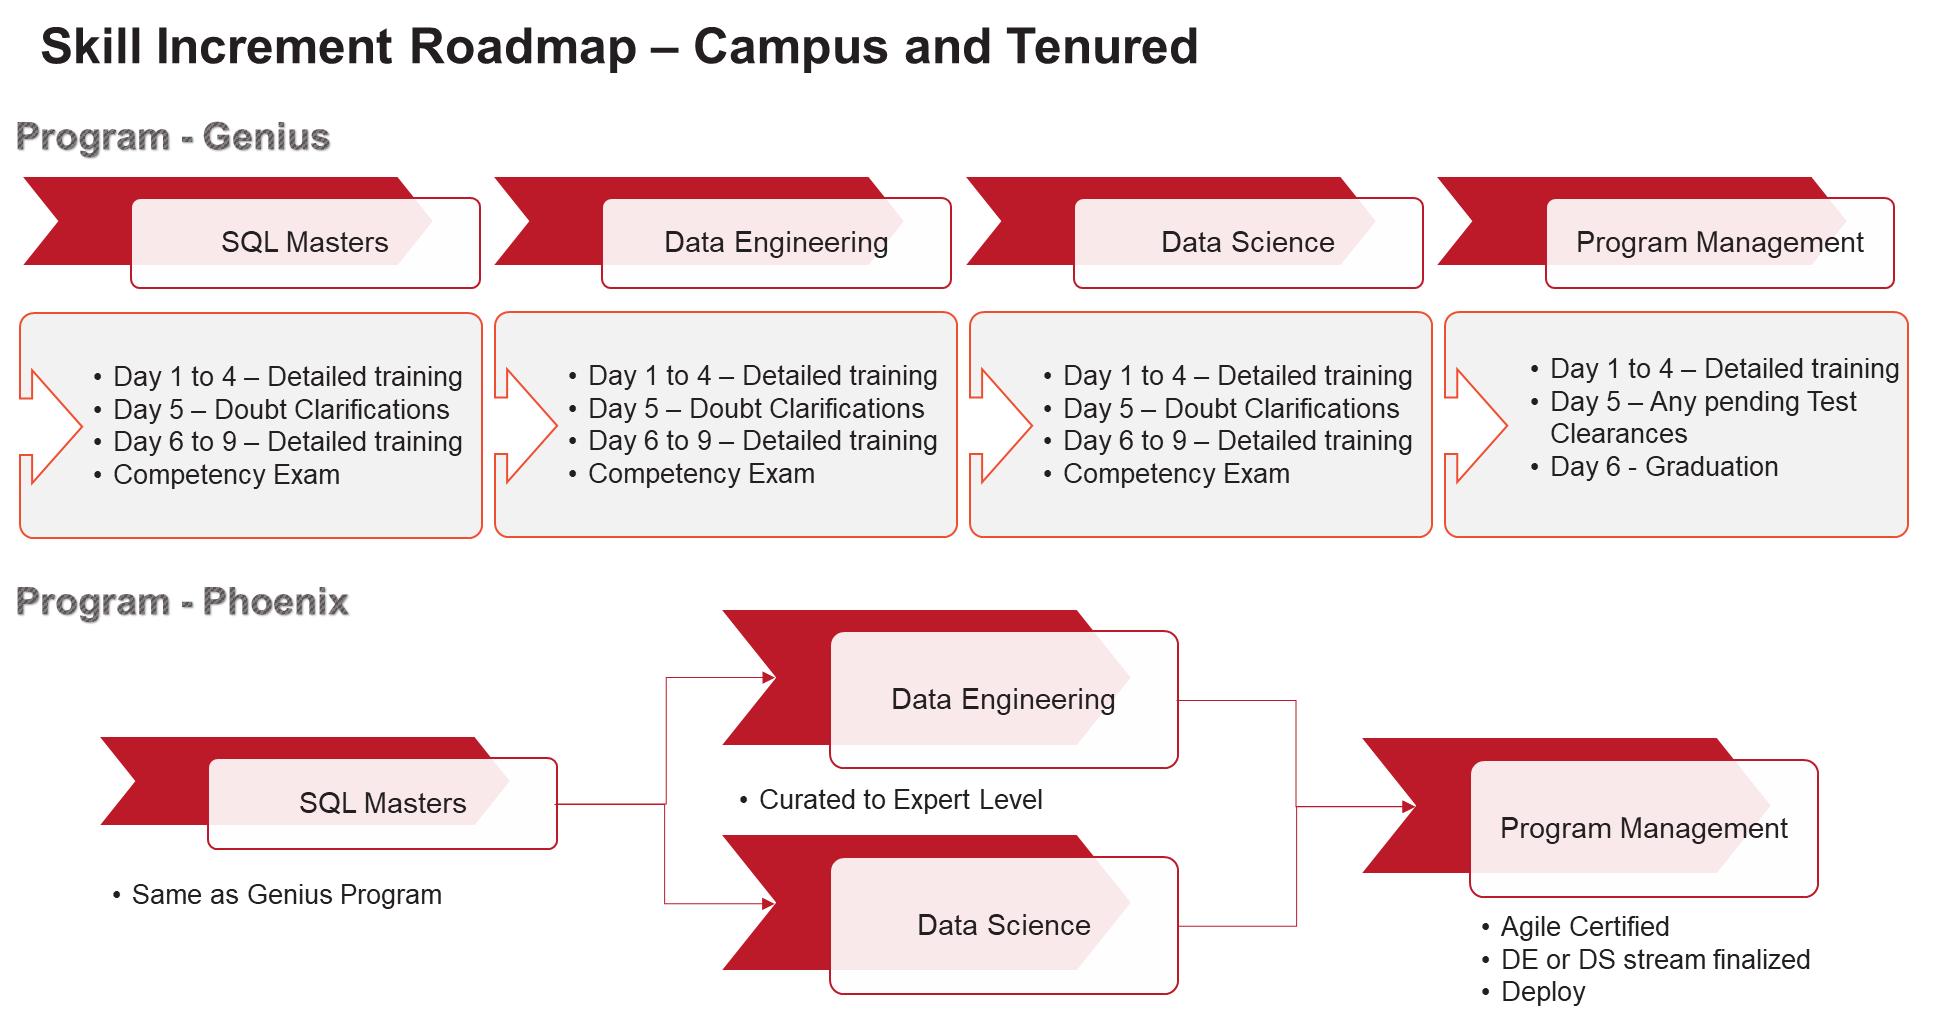 Skill Increment Roadmap – Campus and Tenured
Program - Genius
SQL Masters
Data Engineering
Data Science
Program Management
• Day 1 to 4 – Detailed training
• Day 5 – Doubt Clarifications
• Day 6 to 9 – Detailed training
• Competency Exam
• Day 1 to 4 – Detailed training
• Day 5 – Doubt Clarifications
• Day 6 to 9 – Detailed training
• Competency Exam
• Day 1 to 4 – Detailed training
• Day 5 – Doubt Clarifications
• Day 6 to 9 – Detailed training
• Competency Exam
• Day 1 to 4 – Detailed training
• Day 5 – Any pending Test
Clearances
• Day 6 - Graduation
Program - Phoenix
SQL Masters
• Same as Genius Program
Data Engineering
• Curated to Expert Level
Data Science
Program Management
• Agile Certified
• DE or DS stream finalized
• Deploy